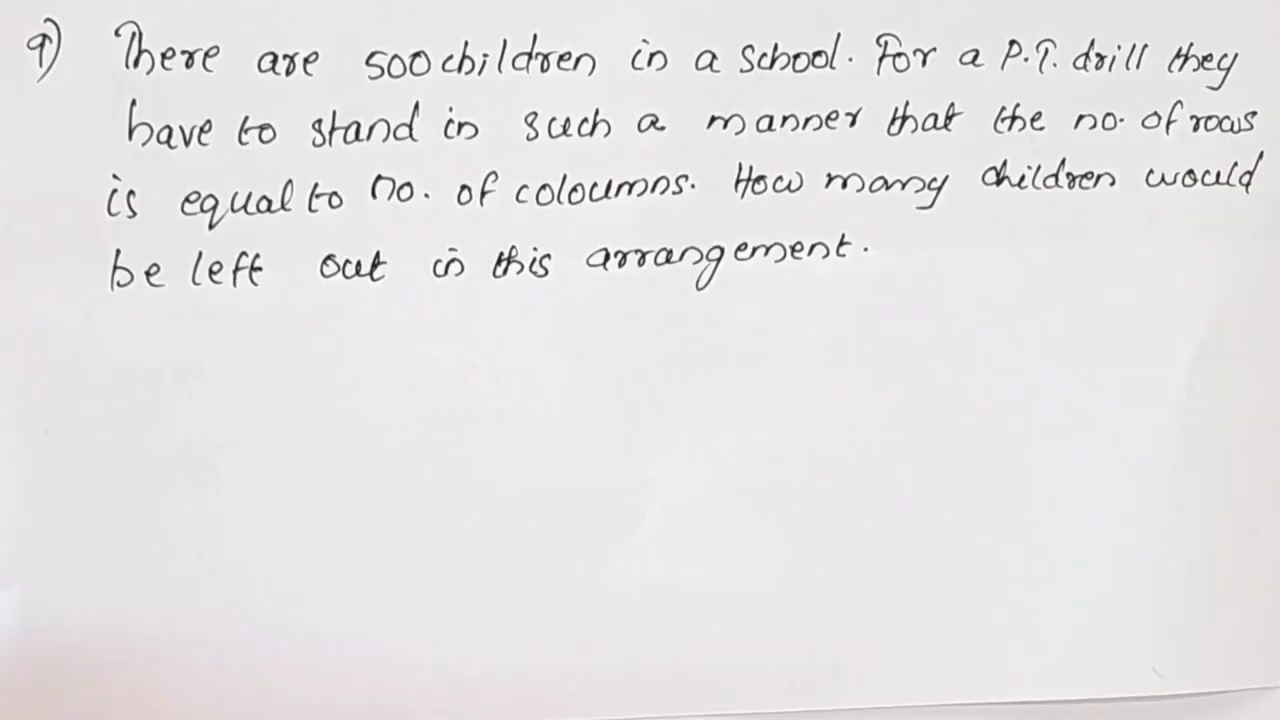 9) There are 500 children in a school. For a P.T. drill they
have to stand in such a manner that the no. of rows
is equal to no. of coloumns. How many children would
be left out in this arrangement.